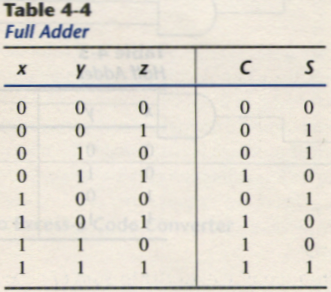 Table 4-4
Full Adder
x y z C S
0 0 0 0 0
0 0 1 0 1
0 1 0 0 1
0 1 1 1 0
1 0 0 0 1
1 0 1 1 0
1 1 0 1 0
1 1 1 1 1